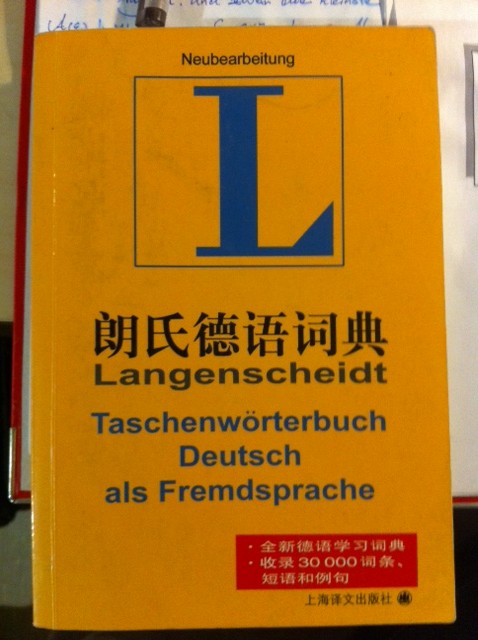 Neubearbeitung
L
朗氏德语词典
Langenscheidt
Taschenwörterbuch
Deutsch
als Fremdsprache
· 全新德语学习词典
· 收录 30 000 词条、
短语和例句
上海译文出版社